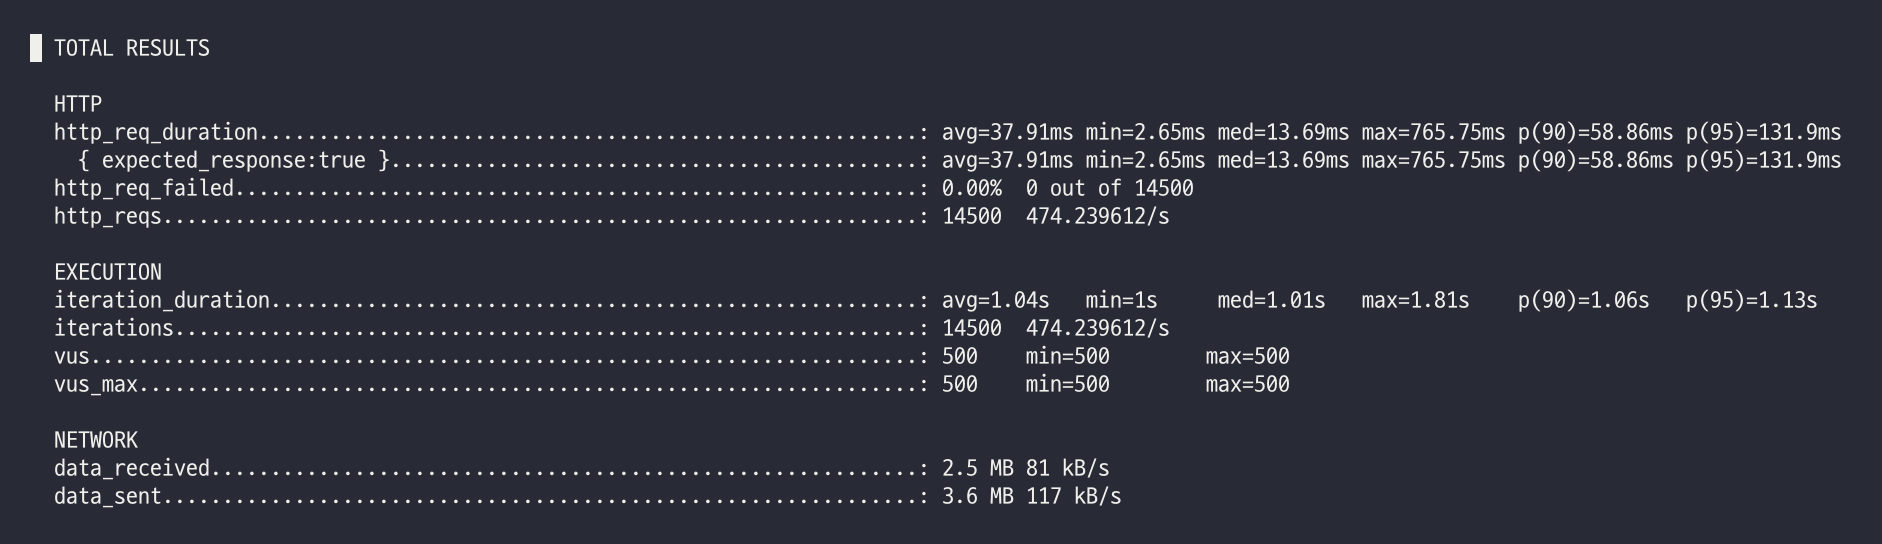 █ TOTAL RESULTS
HTTP
http_req_duration.......................................................: avg=37.91ms min=2.65ms med=13.69ms max=765.75ms p(90)=58.86ms p(95)=131.9ms
{ expected_response:true }............................................: avg=37.91ms min=2.65ms med=13.69ms max=765.75ms p(90)=58.86ms p(95)=131.9ms
http_req_failed.........................................................: 0.00%  0 out of 14500
http_reqs...............................................................: 14500  474.239612/s
EXECUTION
iteration_duration......................................................: avg=1.04s   min=1s     med=1.01s   max=1.81s    p(90)=1.06s   p(95)=1.13s
iterations..............................................................: 14500  474.239612/s
vus.....................................................................: 500    min=500        max=500
vus_max.................................................................: 500    min=500        max=500
NETWORK
data_received...........................................................: 2.5 MB 81 kB/s
data_sent...............................................................: 3.6 MB 117 kB/s